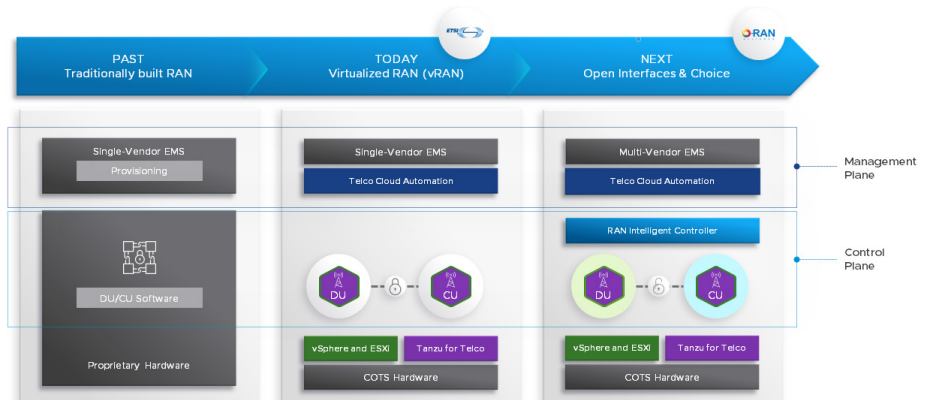 PAST
Traditionally built RAN
TODAY
Virtualized RAN (vRAN)
ETSI
NEXT
Open Interfaces & Choice
O-RAN
Single-Vendor EMS
Provisioning
DU/CU Software
Proprietary Hardware
Single-Vendor EMS
Telco Cloud Automation
DU
CU
vSphere and ESXi
Tanzu for Telco
COTS Hardware
Multi-Vendor EMS
Telco Cloud Automation
RAN Intelligent Controller
DU
CU
vSphere and ESXi
Tanzu for Telco
COTS Hardware
Management
Plane
Control
Plane